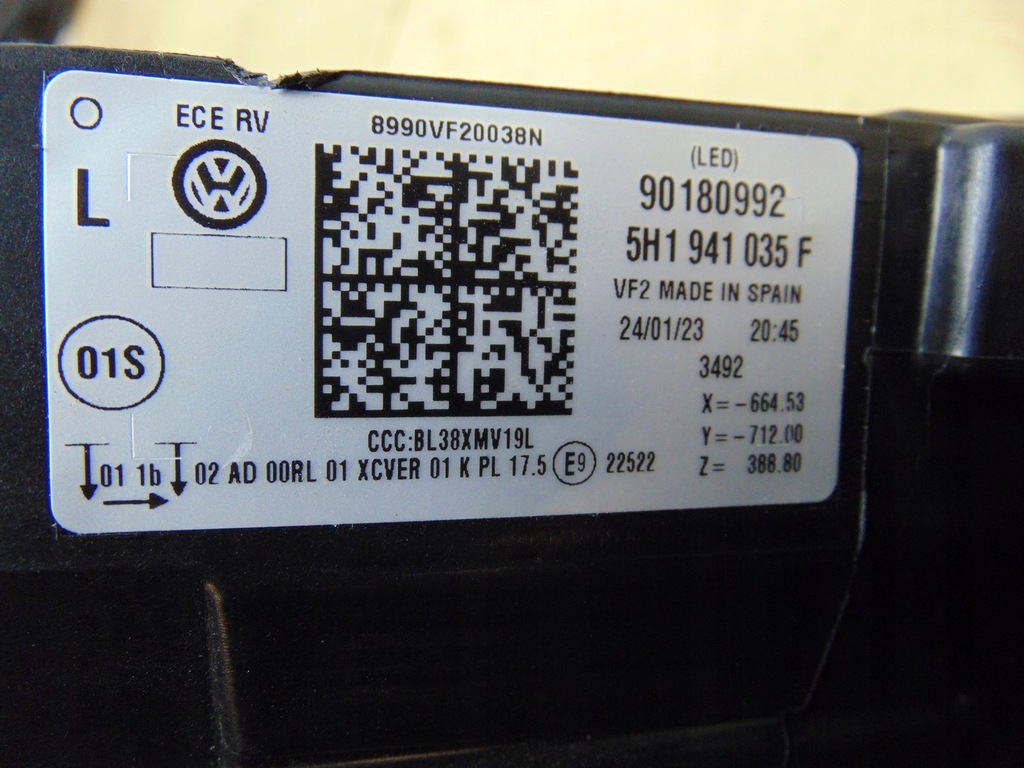 ECE RV
L
8990VF20038N
(LED)
90180992
5H1 941 035 F
VF2 MADE IN SPAIN
24/01/23 20:45
3492
01S
X=-664.53
Y=-712.00
Z= 388.80
CCC:BL38XMV19L
01 1b 02 AD 00RL 01 XCVER 01 K PL 17.5 E9 22522